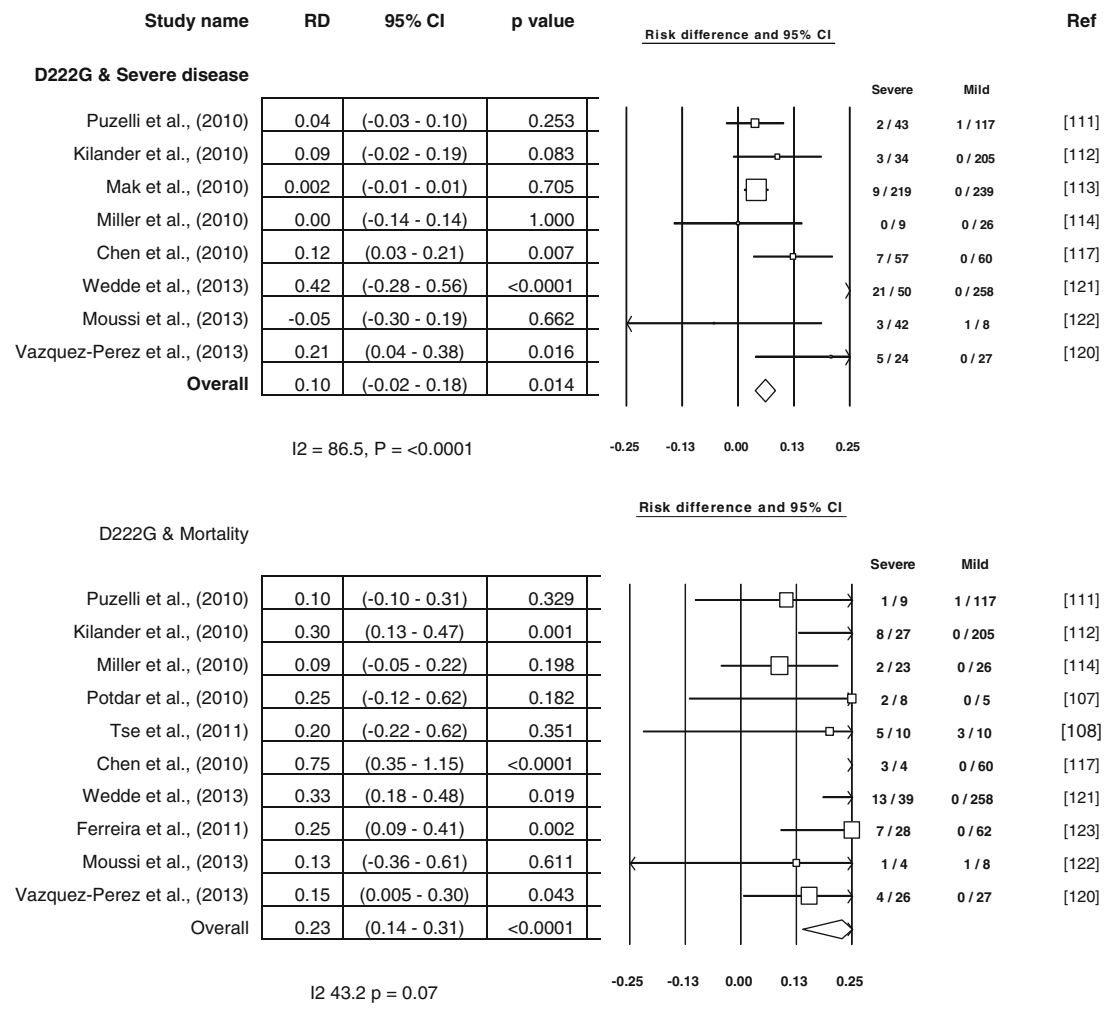 Study name RD 95% CI p value Risk difference and 95% CI Ref
D222G & Severe disease
Severe Mild
Puzelli et al., (2010) 0.04 (-0.03 - 0.10) 0.253 2 / 43 1 / 117 [111]
Kilander et al., (2010) 0.09 (-0.02 - 0.19) 0.083 3 / 34 0 / 205 [112]
Mak et al., (2010) 0.002 (-0.01 - 0.01) 0.705 9 / 219 0 / 239 [113]
Miller et al., (2010) 0.00 (-0.14 - 0.14) 1.000 0 / 9 0 / 26 [114]
Chen et al., (2010) 0.12 (0.03 - 0.21) 0.007 7 / 57 0 / 60 [117]
Wedde et al., (2013) 0.42 (-0.28 - 0.56) <0.0001 21 / 50 0 / 258 [121]
Moussi et al., (2013) -0.05 (-0.30 - 0.19) 0.662 3 / 42 1 / 8 [122]
Vazquez-Perez et al., (2013) 0.21 (0.04 - 0.38) 0.016 5 / 24 0 / 27 [120]
Overall 0.10 (-0.02 - 0.18) 0.014
I2 = 86.5, P = <0.0001
-0.25 -0.13 0.00 0.13 0.25
Risk difference and 95% CI
D222G & Mortality
Severe Mild
Puzelli et al., (2010) 0.10 (-0.10 - 0.31) 0.329 1 / 9 1 / 117 [111]
Kilander et al., (2010) 0.30 (0.13 - 0.47) 0.001 8 / 27 0 / 205 [112]
Miller et al., (2010) 0.09 (-0.05 - 0.22) 0.198 2 / 23 0 / 26 [114]
Potdar et al., (2010) 0.25 (-0.12 - 0.62) 0.182 2 / 8 0 / 5 [107]
Tse et al., (2011) 0.20 (-0.22 - 0.62) 0.351 5 / 10 3 / 10 [108]
Chen et al., (2010) 0.75 (0.35 - 1.15) <0.0001 3 / 4 0 / 60 [117]
Wedde et al., (2013) 0.33 (0.18 - 0.48) 0.019 13 / 39 0 / 258 [121]
Ferreira et al., (2011) 0.25 (0.09 - 0.41) 0.002 7 / 28 0 / 62 [123]
Moussi et al., (2013) 0.13 (-0.36 - 0.61) 0.611 1 / 4 1 / 8 [122]
Vazquez-Perez et al., (2013) 0.15 (0.005 - 0.30) 0.043 4 / 26 0 / 27 [120]
Overall 0.23 (0.14 - 0.31) <0.0001
-0.25 -0.13 0.00 0.13 0.25
I2 43.2 p = 0.07